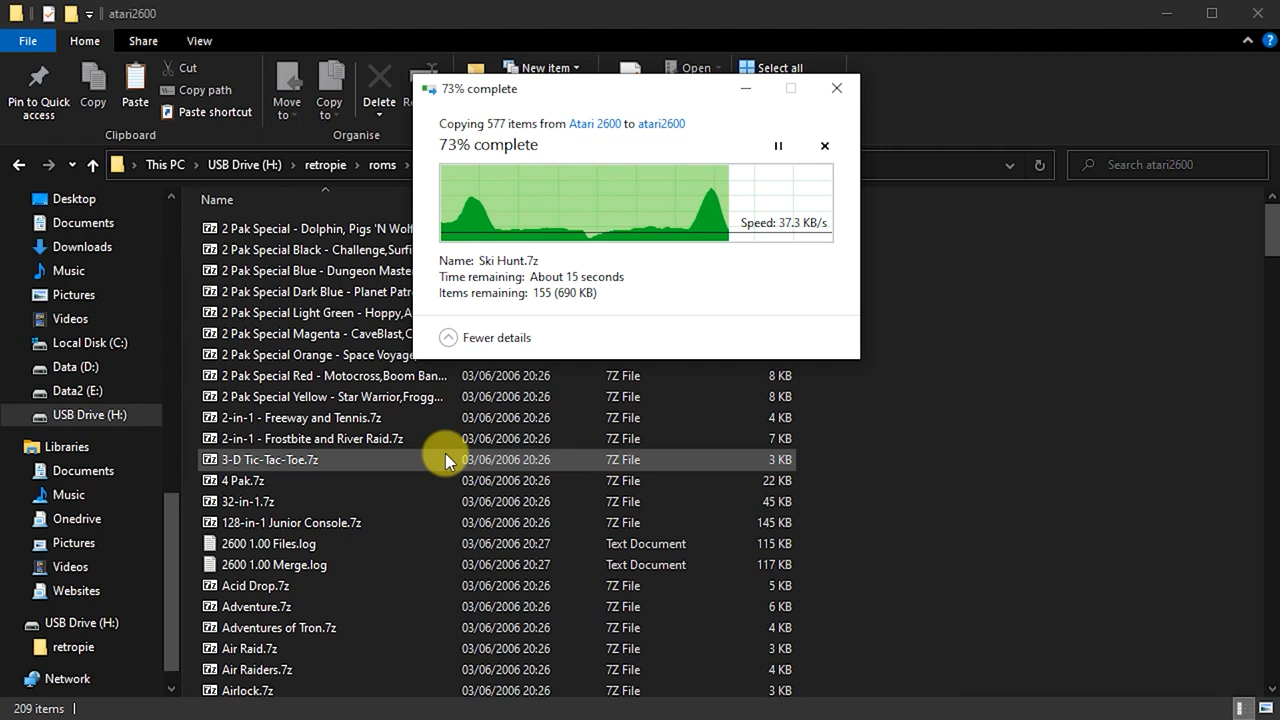 atari2600
File
Home
Share
View
Pin to Quick access
Copy
Paste
Cut
Copy path
Paste shortcut
Clipboard
Move to
Copy to
Delete
Organise
New item
Open
Select all
This PC
USB Drive (H:)
retropie
roms
Search atari2600
73% complete
Copying 577 items from Atari 2600 to atari2600
73% complete
Speed: 37.3 KB/s
Name: Ski Hunt.7z
Time remaining: About 15 seconds
Items remaining: 155 (690 KB)
Fewer details
Desktop
Documents
Downloads
Music
Pictures
Videos
Local Disk (C:)
Data (D:)
Data2 (E:)
USB Drive (H:)
Libraries
Documents
Music
Onedrive
Pictures
Videos
Websites
USB Drive (H:)
retropie
Network
Name
2 Pak Special - Dolphin, Pigs 'N Wolf
2 Pak Special Black - Challenge,Surfi
2 Pak Special Blue - Dungeon Maste
2 Pak Special Dark Blue - Planet Patr
2 Pak Special Light Green - Hoppy,A
2 Pak Special Magenta - CaveBlast,C
2 Pak Special Orange - Space Voyage
2 Pak Special Red - Motocross,Boom Ban... 03/06/2006 20:26 7Z File 8 KB
2 Pak Special Yellow - Star Warrior,Frogg... 03/06/2006 20:26 7Z File 8 KB
2-in-1 - Freeway and Tennis.7z 03/06/2006 20:26 7Z File 4 KB
2-in-1 - Frostbite and River Raid.7z 03/06/2006 20:26 7Z File 7 KB
3-D Tic-Tac-Toe.7z 03/06/2006 20:26 7Z File 3 KB
4 Pak.7z 03/06/2006 20:26 7Z File 22 KB
32-in-1.7z 03/06/2006 20:26 7Z File 45 KB
128-in-1 Junior Console.7z 03/06/2006 20:26 7Z File 145 KB
2600 1.00 Files.log 03/06/2006 20:27 Text Document 115 KB
2600 1.00 Merge.log 03/06/2006 20:27 Text Document 117 KB
Acid Drop.7z 03/06/2006 20:26 7Z File 5 KB
Adventure.7z 03/06/2006 20:26 7Z File 6 KB
Adventures of Tron.7z 03/06/2006 20:26 7Z File 4 KB
Air Raid.7z 03/06/2006 20:26 7Z File 3 KB
Air Raiders.7z 03/06/2006 20:26 7Z File 4 KB
Airlock.7z 03/06/2006 20:26 7Z File 3 KB
209 items